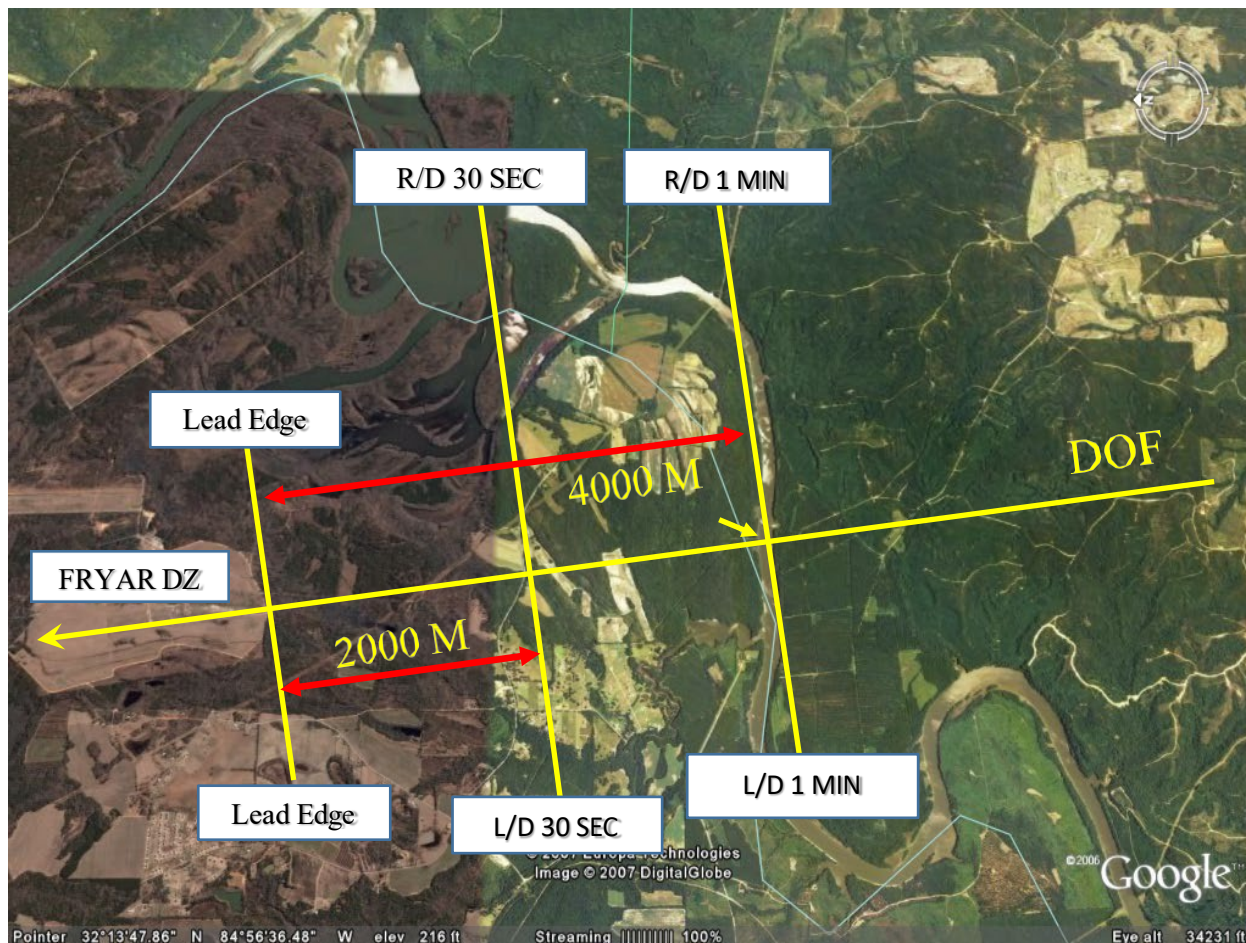 N
R/D 30 SEC
R/D 1 MIN
Lead Edge
DOF
4000 M
FRYAR DZ
2000 M
L/D 1 MIN
Lead Edge
L/D 30 SEC
Image © 2007 DigitalGlobe
©2006 Google™
Pointer 32°13'47.86" N 84°56'36.48" W elev 216 ft Streaming |||||||||| 100% Eye alt 34231 ft